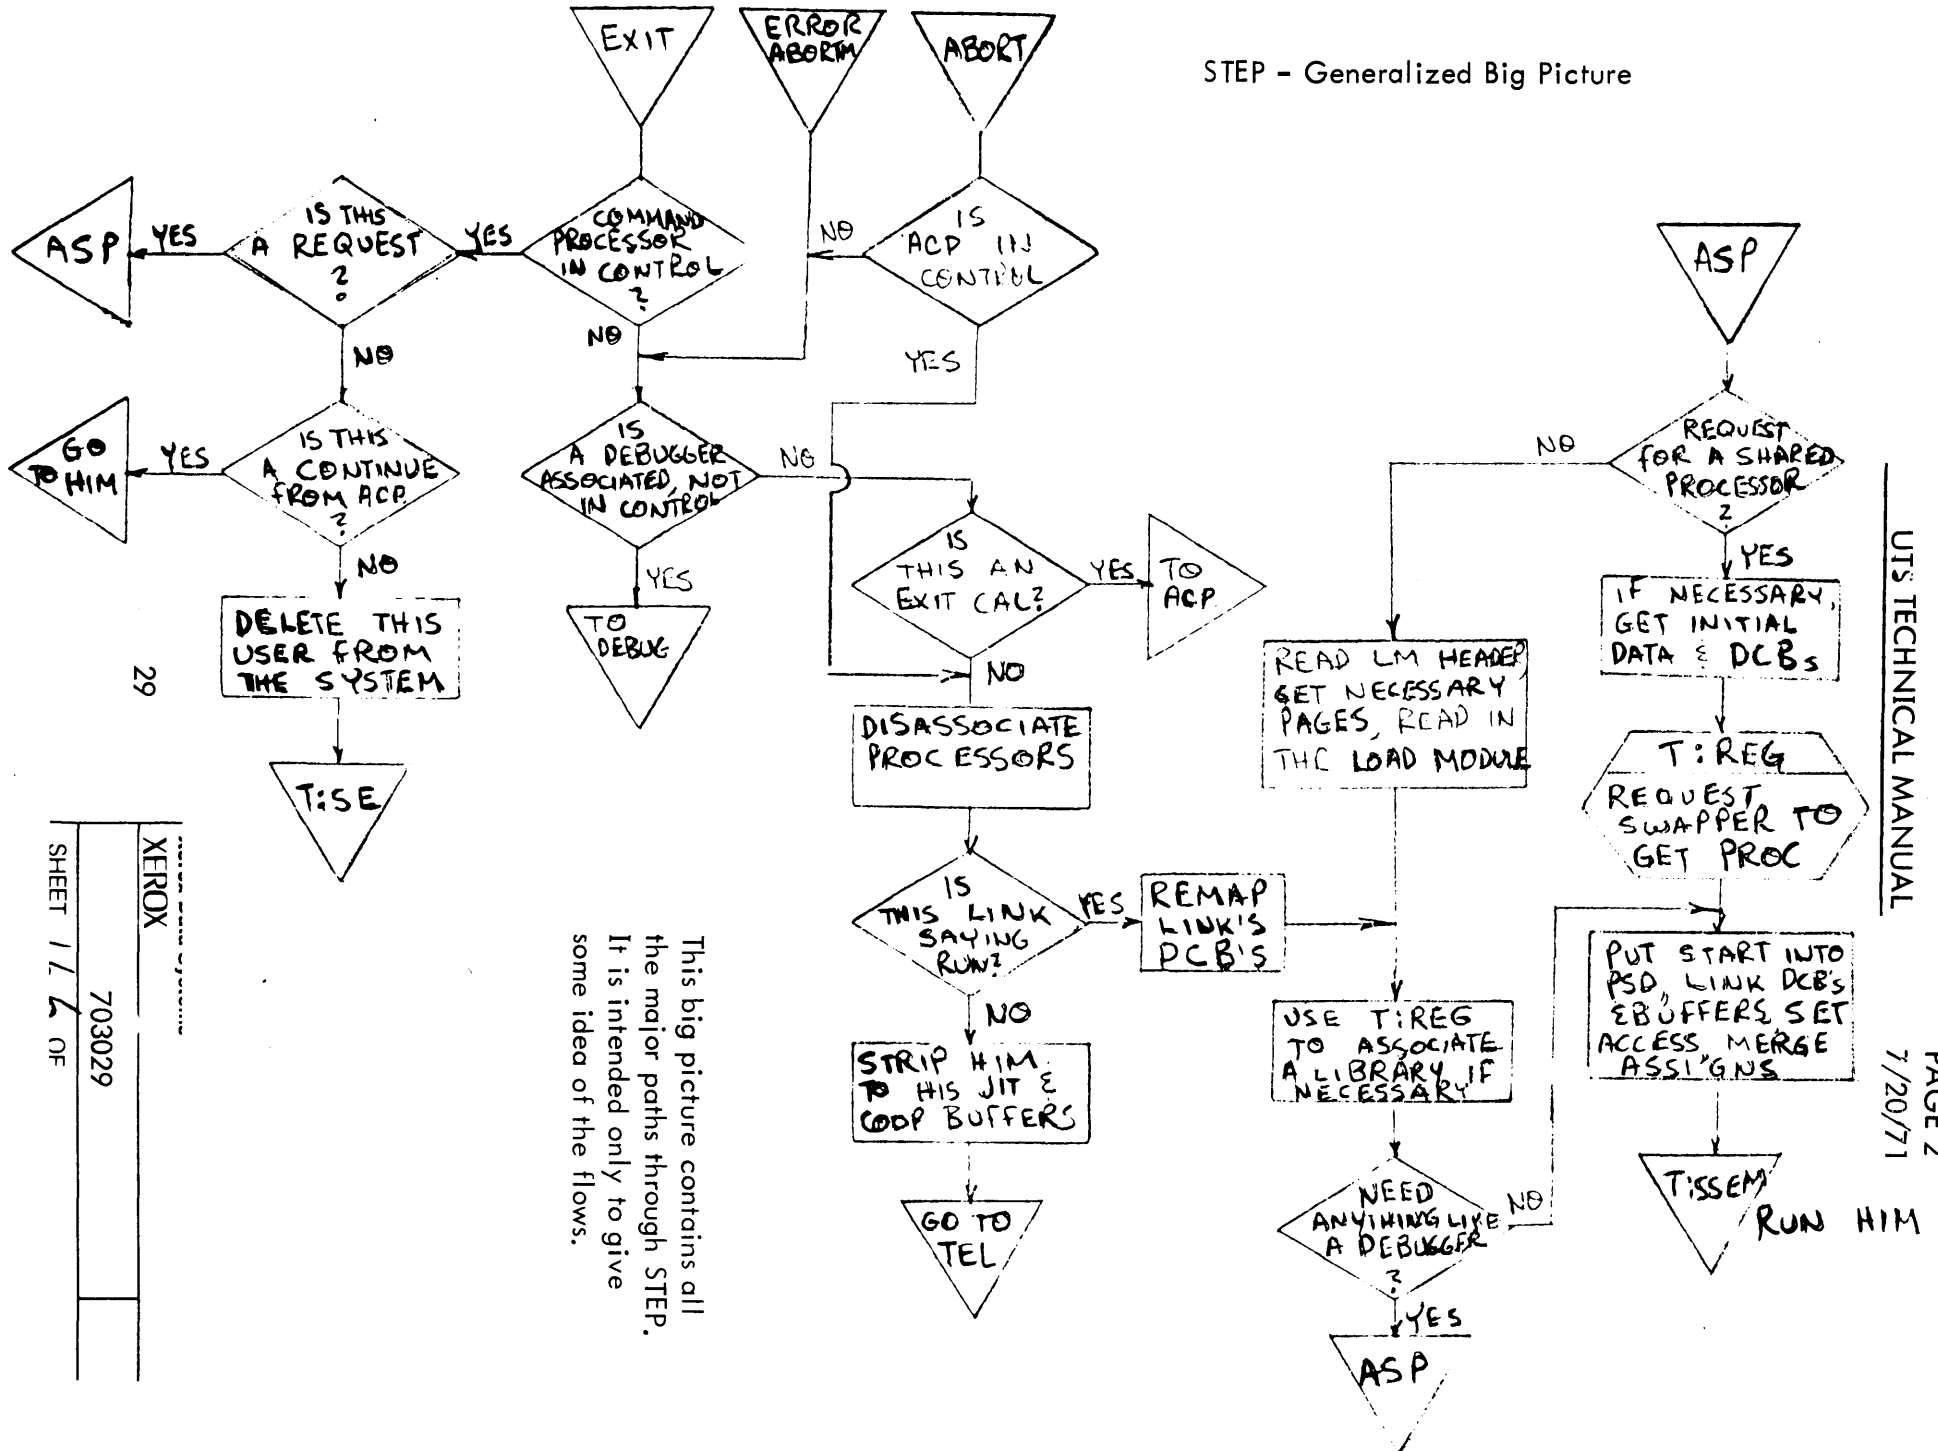 STEP - Generalized Big Picture
EXIT
ERROR
ABORTM
ABORT
ASP
YES
IS THIS
A REQUEST
?
YES
COMMAND
PROCESSOR
IN CONTROL
?
NO
IS
ACP IN
CONTROL
ASP
NO
NO
YES
GO
TO HIM
YES
IS THIS
A CONTINUE
FROM ACP
?
IS
A DEBUGGER
ASSOCIATED, NOT
IN CONTROL
NO
NO
REQUEST
FOR A SHARED
PROCESSOR
?
NO
YES
IS
THIS AN
EXIT CAL?
YES
TO
ACP
YES
DELETE THIS
USER FROM
THE SYSTEM
TO
DEBUG
NO
IF NECESSARY,
GET INITIAL
DATA & DCBs
READ LM HEADER,
GET NECESSARY
PAGES, READ IN
THE LOAD MODULE
T:SE
DISASSOCIATE
PROCESSORS
T:REG
REQUEST
SWAPPER TO
GET PROC
IS
THIS LINK
SAYING
RUN?
YES
REMAP
LINK'S
DCB'S
NO
PUT START INTO
PSD, LINK DCB's
&BUFFERS, SET
ACCESS, MERGE
ASSIGNS
USE T:REG
TO ASSOCIATE
A LIBRARY IF
NECESSARY
STRIP HIM
TO HIS JIT &
COOP BUFFERS
NEED
ANYTHING LIKE
A DEBUGGER
?
NO
T:SSEM
RUN HIM
GO TO
TEL
YES
ASP
This big picture contains all
the major paths through STEP.
It is intended only to give
some idea of the flows.
UTS TECHNICAL MANUAL
PAGE 2
7/20/71
29
XEROX
703029
SHEET OF